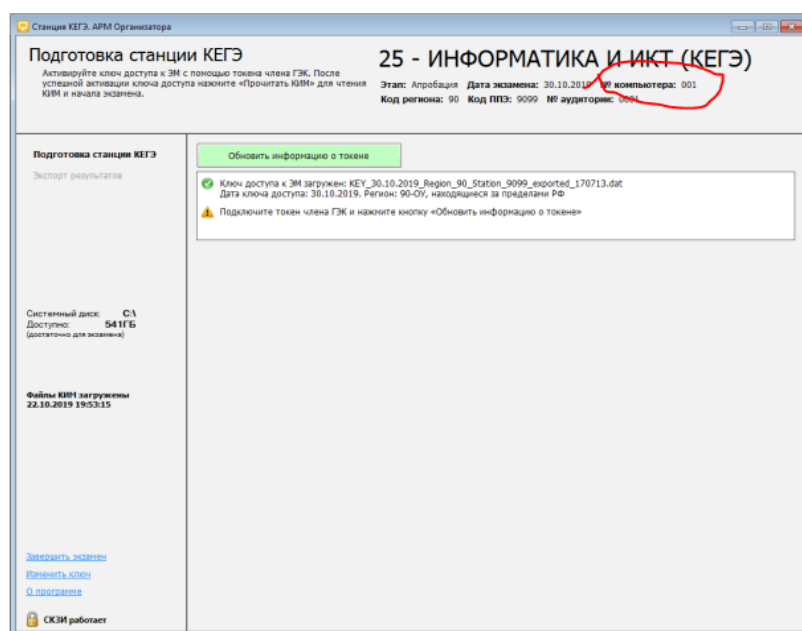 Станция КЕГЭ. АРМ Организатора
Подготовка станции КЕГЭ
Активируйте ключ доступа к ЭМ с помощью токена члена ГЭК. После
успешной активации ключа доступа нажмите «Прочитать КИМ» для чтения
КИМ и начала экзамена.
25 - ИНФОРМАТИКА И ИКТ (КЕГЭ)
Этап: Апробация Дата экзамена: 30.10.2019 № компьютера: 001
Код региона: 90 Код ППЭ: 9099 № аудитории: 0001
Подготовка станции КЕГЭ
Экспорт результатов
Обновить информацию о токене
Ключ доступа к ЭМ загружен: KEY_30.10.2019_Region_90_Station_9099_exported_170713.dat
Дата ключа доступа: 30.10.2019. Регион: 90-ОУ, находящиеся за пределами РФ
Подключите токен члена ГЭК и нажмите кнопку «Обновить информацию о токене»
Системный диск: C:\
Доступно: 541ГБ
(достаточно для экзамена)
Файлы КИМ загружены
22.10.2019 19:53:15
Завершить экзамен
Изменить ключ
О программе
СКЗИ работает